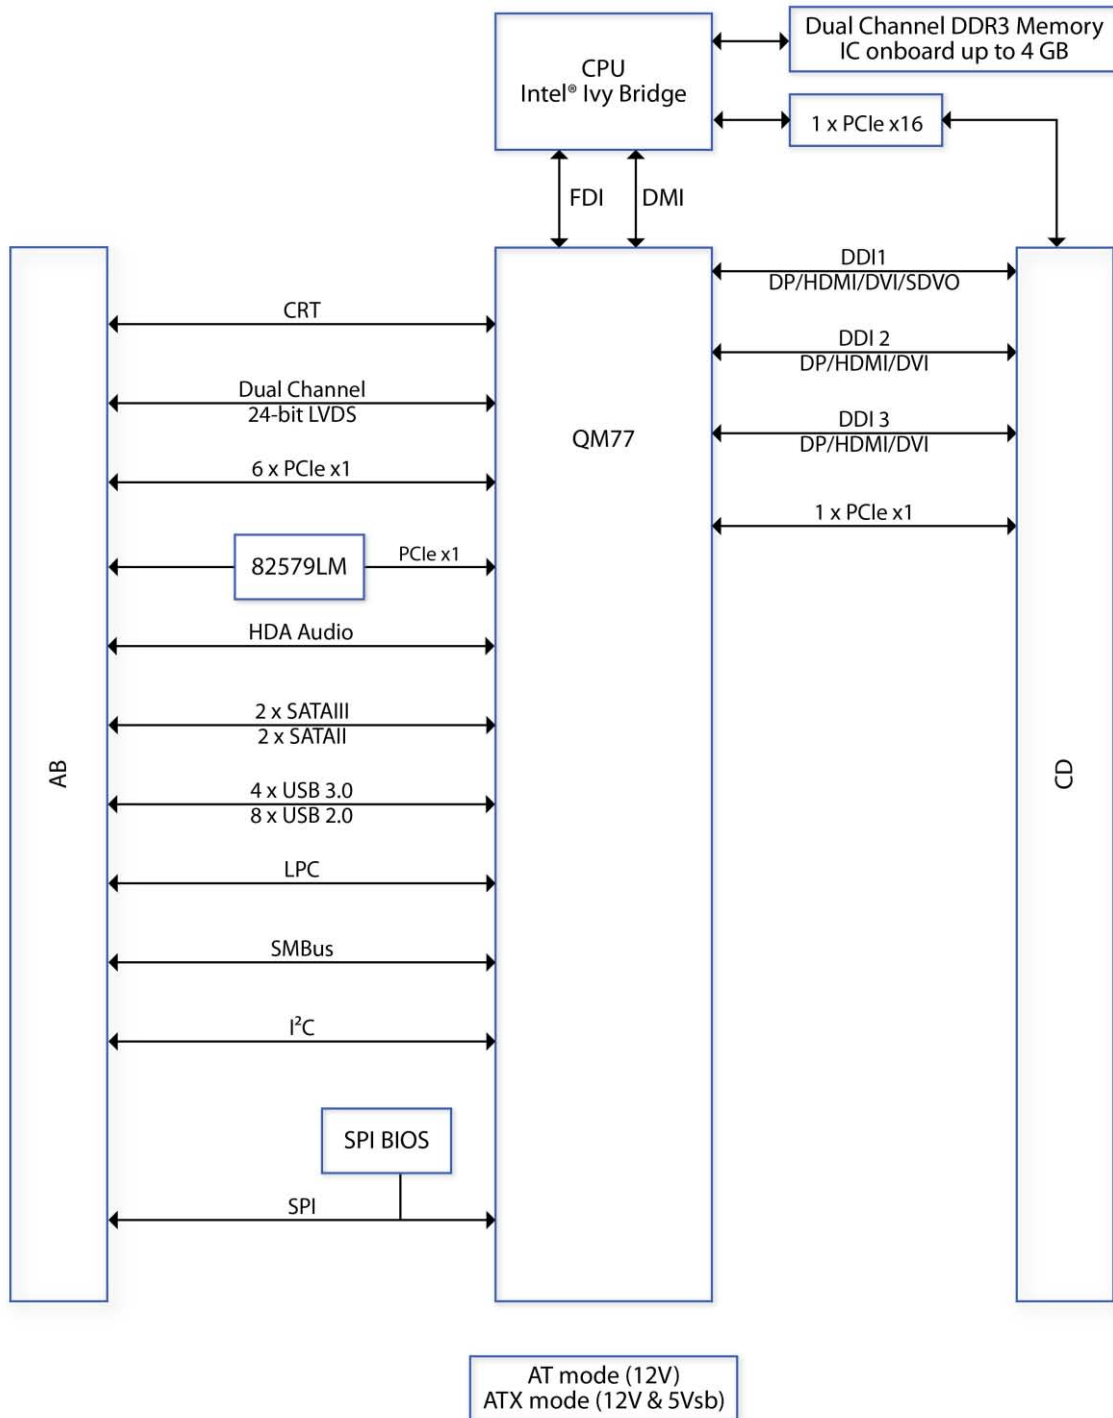 CPU
Intel® Ivy Bridge
Dual Channel DDR3 Memory
IC onboard up to 4 GB
1 x PCIe x16
FDI
DMI
AB
CRT
Dual Channel
24-bit LVDS
6 x PCIe x1
82579LM
PCIe x1
HDA Audio
2 x SATAIII
2 x SATAII
4 x USB 3.0
8 x USB 2.0
LPC
SMBus
I²C
SPI BIOS
SPI
QM77
DDI1
DP/HDMI/DVI/SDVO
DDI 2
DP/HDMI/DVI
DDI 3
DP/HDMI/DVI
1 x PCIe x1
CD
AT mode (12V)
ATX mode (12V & 5Vsb)